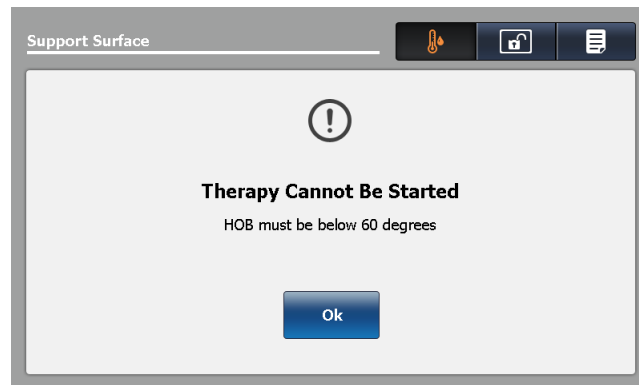 Support Surface
Therapy Cannot Be Started
HOB must be below 60 degrees
Ok